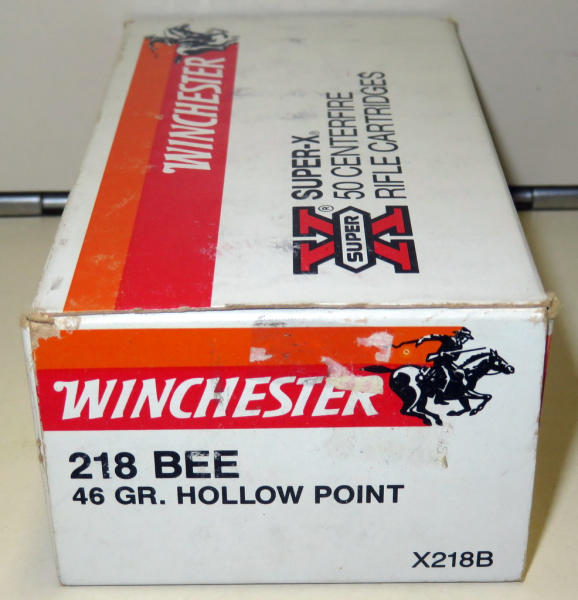 WINCHESTER
SUPER-X®
50 CENTERFIRE
RIFLE CARTRIDGES
X®
SUPER
WINCHESTER
218 BEE
46 GR. HOLLOW POINT
X218B